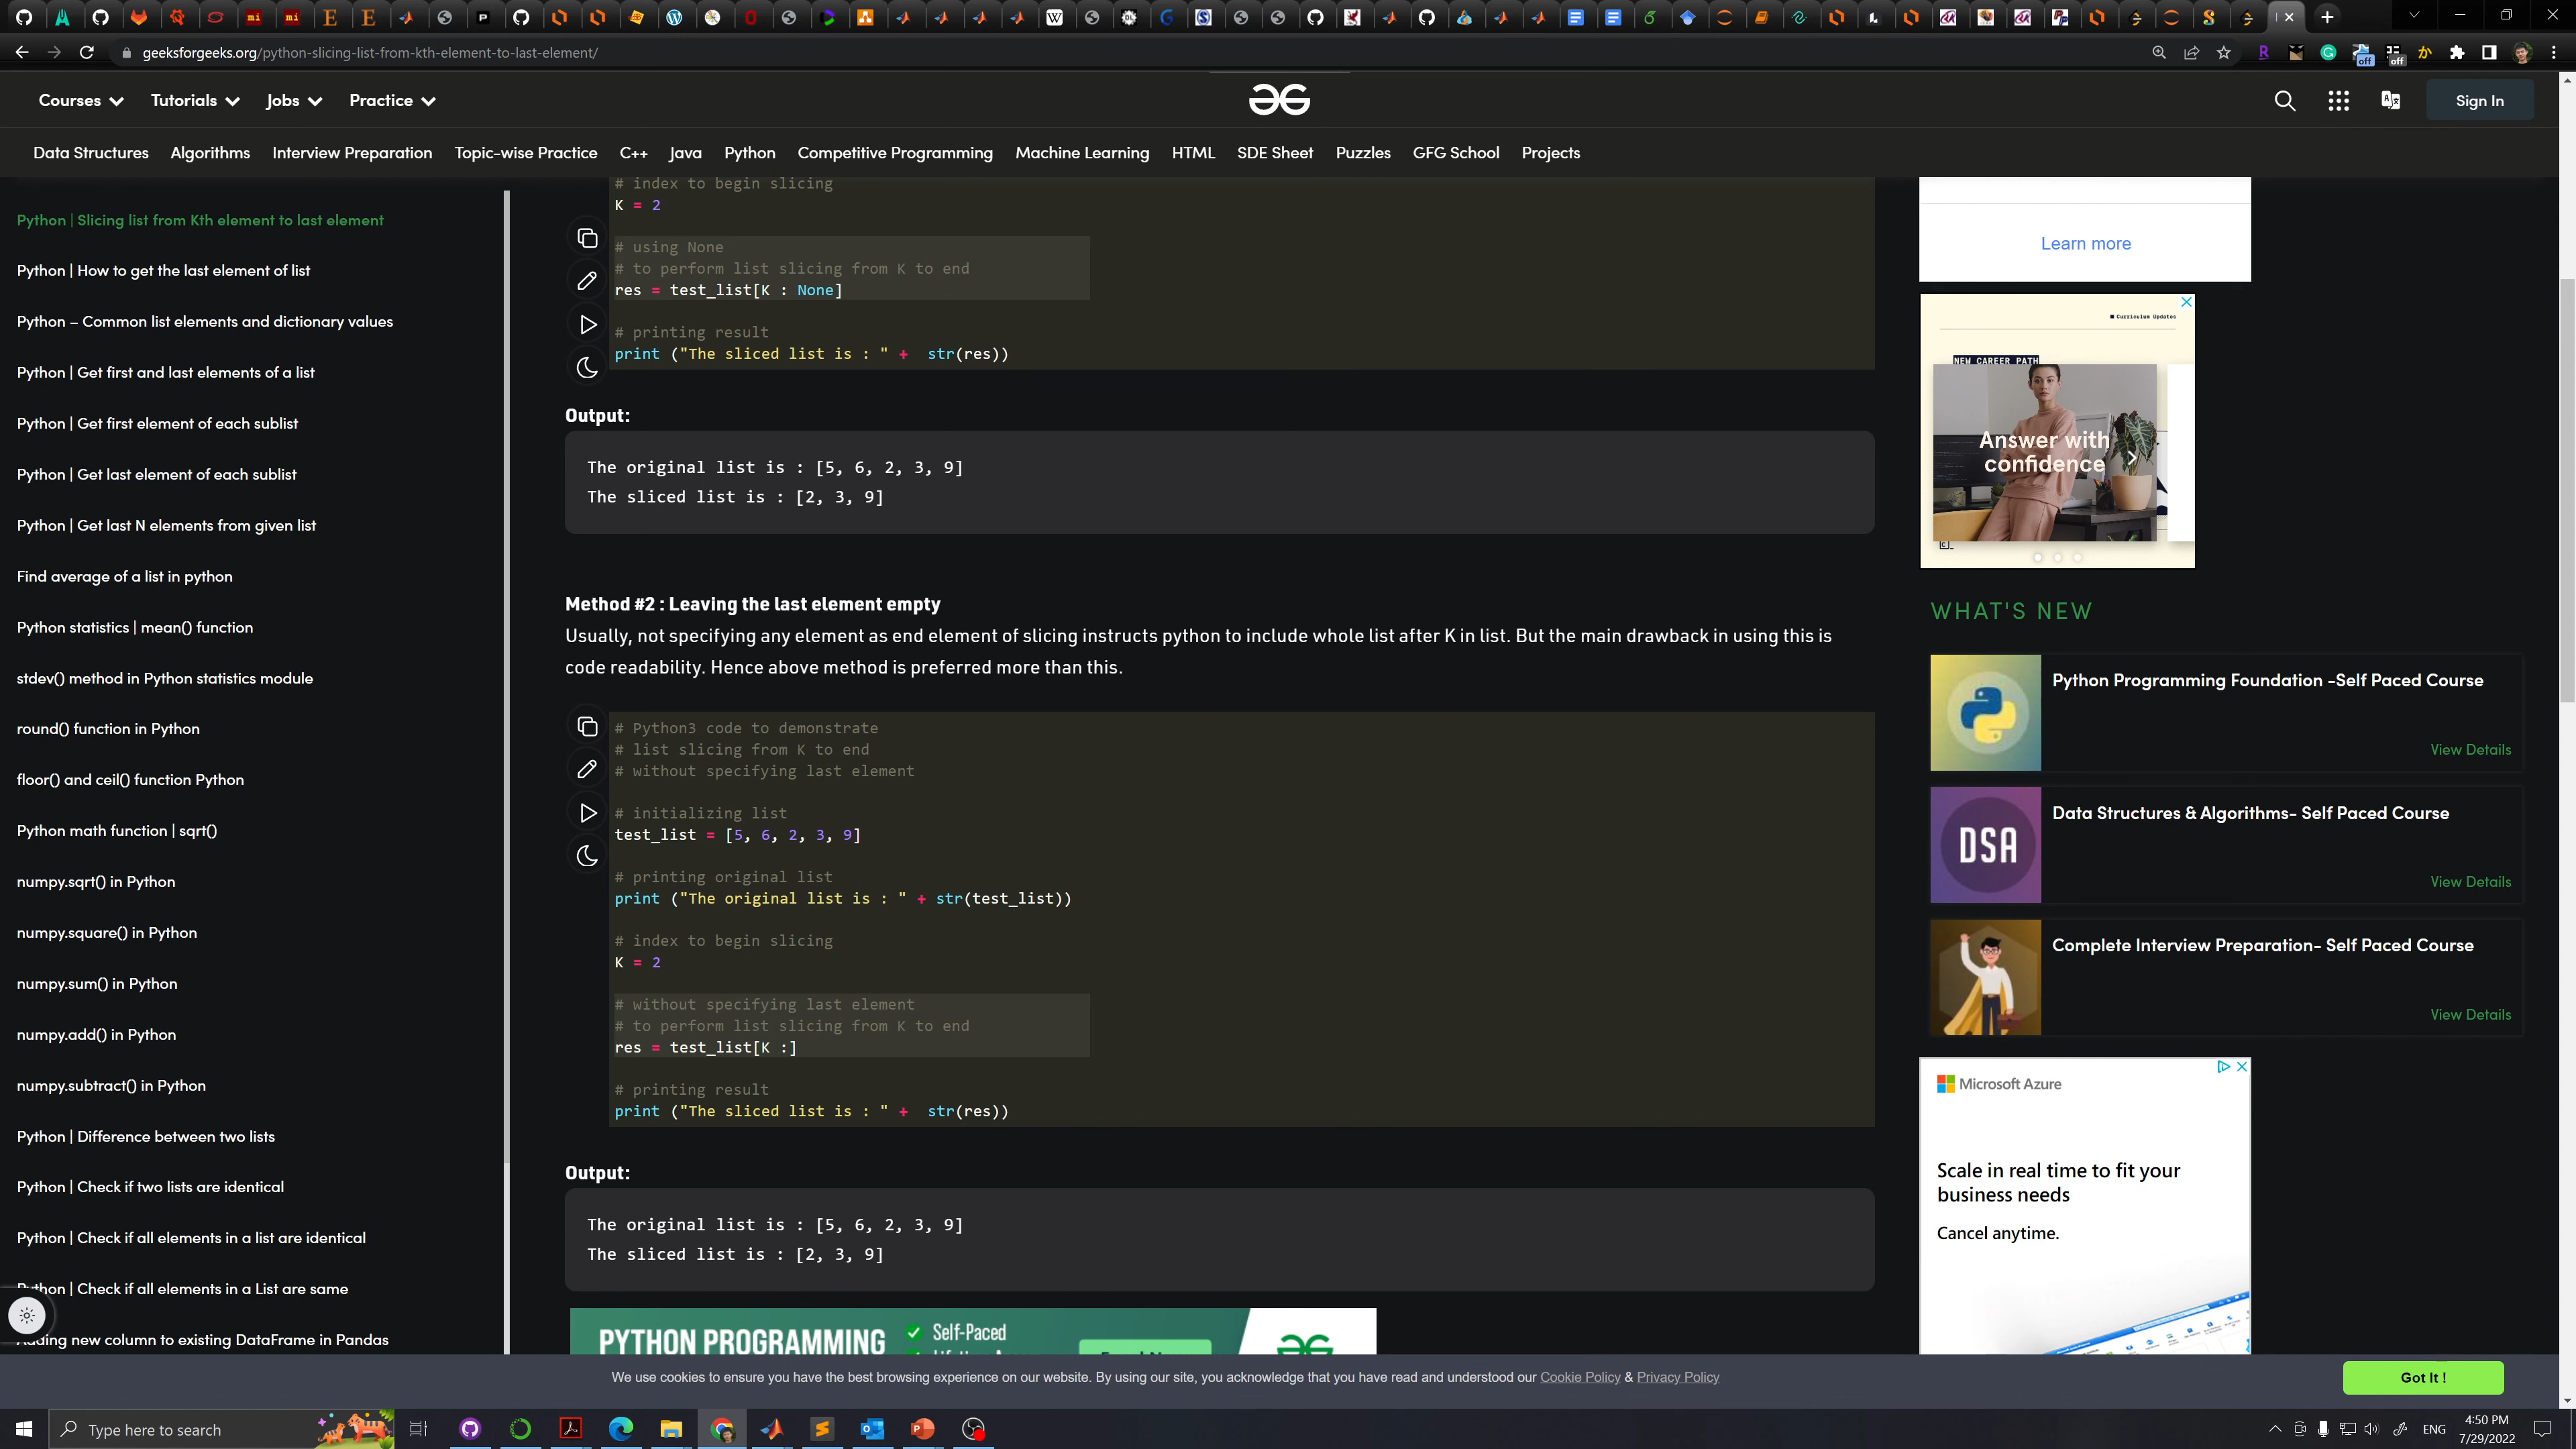 geeksforgeeks.org/python-slicing-list-from-kth-element-to-last-element/
off
off
Courses
Tutorials
Jobs
Practice
Sign In
Data Structures
Algorithms
Interview Preparation
Topic-wise Practice
C++
Java
Python
Competitive Programming
Machine Learning
HTML
SDE Sheet
Puzzles
GFG School
Projects
Python | Slicing list from Kth element to last element
Python | How to get the last element of list
Python – Common list elements and dictionary values
Python | Get first and last elements of a list
Python | Get first element of each sublist
Python | Get last element of each sublist
Python | Get last N elements from given list
Find average of a list in python
Python statistics | mean() function
stdev() method in Python statistics module
round() function in Python
floor() and ceil() function Python
Python math function | sqrt()
numpy.sqrt() in Python
numpy.square() in Python
numpy.sum() in Python
numpy.add() in Python
numpy.subtract() in Python
Python | Difference between two lists
Python | Check if two lists are identical
Python | Check if all elements in a list are identical
Python | Check if all elements in a List are same
Adding new column to existing DataFrame in Pandas
# index to begin slicing
K = 2
# using None
# to perform list slicing from K to end
res = test_list[K : None]
# printing result
print ("The sliced list is : " +  str(res))
Output:
The original list is : [5, 6, 2, 3, 9]
The sliced list is : [2, 3, 9]
Method #2 : Leaving the last element empty
Usually, not specifying any element as end element of slicing instructs python to include whole list after K in list. But the main drawback in using this is
code readability. Hence above method is preferred more than this.
# Python3 code to demonstrate
# list slicing from K to end
# without specifying last element
# initializing list
test_list = [5, 6, 2, 3, 9]
# printing original list
print ("The original list is : " + str(test_list))
# index to begin slicing
K = 2
# without specifying last element
# to perform list slicing from K to end
res = test_list[K :]
# printing result
print ("The sliced list is : " +  str(res))
Output:
The original list is : [5, 6, 2, 3, 9]
The sliced list is : [2, 3, 9]
PYTHON PROGRAMMING
Self-Paced
Learn more
Curriculum Updates
NEW CAREER PATH
Answer with
confidence
WHAT'S NEW
Python Programming Foundation -Self Paced Course
View Details
DSA
Data Structures & Algorithms- Self Paced Course
View Details
Complete Interview Preparation- Self Paced Course
View Details
Microsoft Azure
Scale in real time to fit your
business needs
Cancel anytime.
We use cookies to ensure you have the best browsing experience on our website. By using our site, you acknowledge that you have read and understood our Cookie Policy & Privacy Policy
Got It !
Type here to search
ENG
4:50 PM
7/29/2022